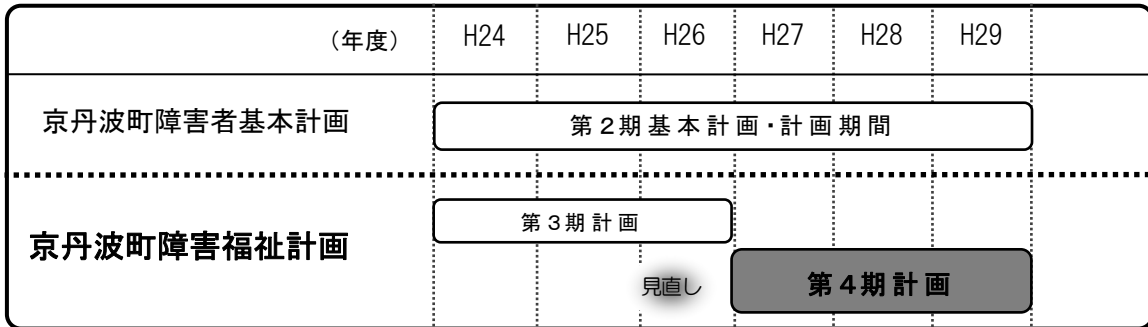 （年度） H24 H25 H26 H27 H28 H29
京丹波町障害者基本計画 第２期基本計画・計画期間
第３期計画
京丹波町障害福祉計画
見直し 第４期計画